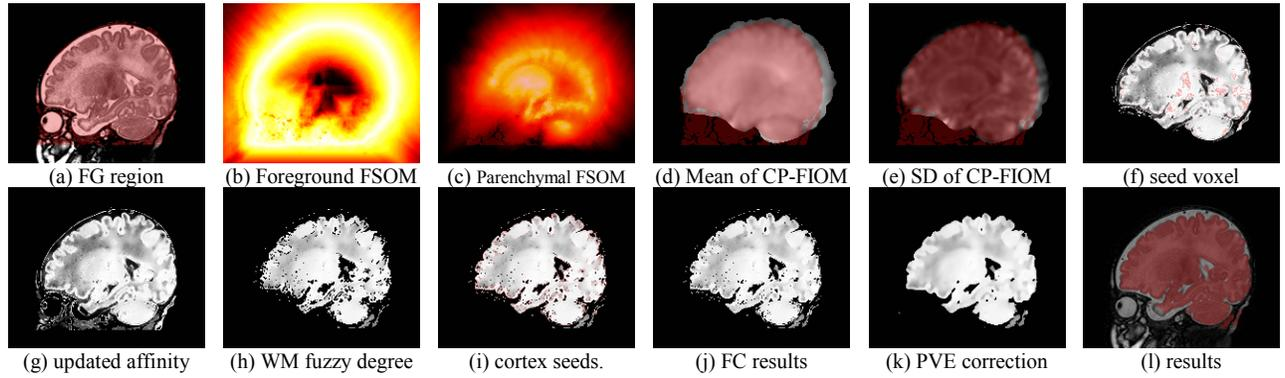 (a) FG region
(b) Foreground FSOM
(c) Parenchymal FSOM
(d) Mean of CP-FIOM
(e) SD of CP-FIOM
(f) seed voxel
(g) updated affinity
(h) WM fuzzy degree
(i) cortex seeds.
(j) FC results
(k) PVE correction
(l) results